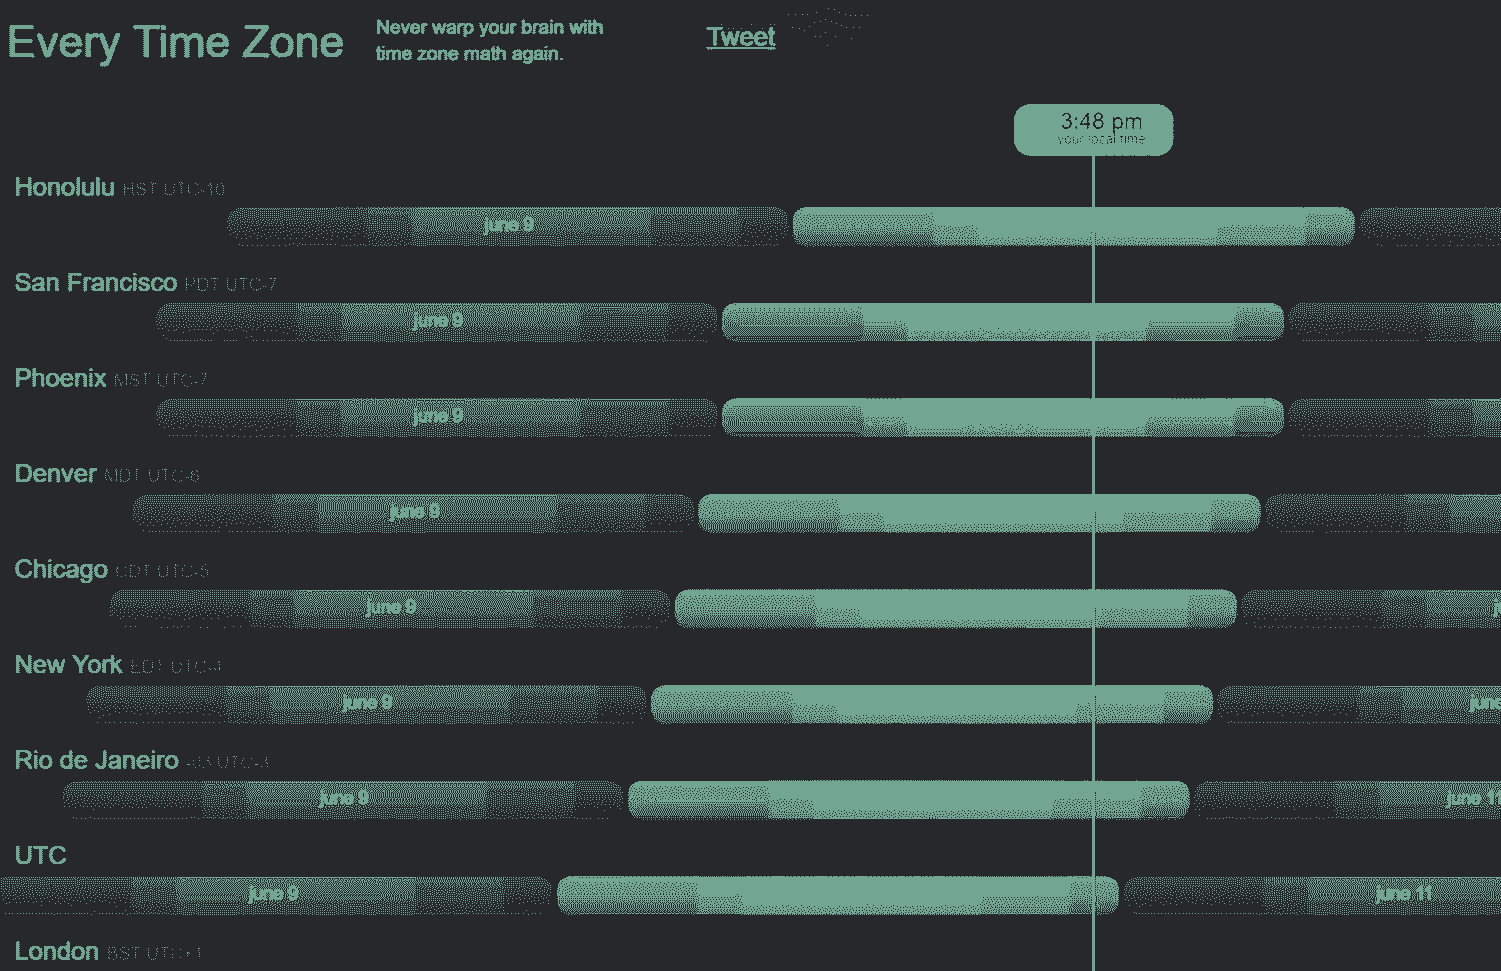 Every Time Zone
Never warp your brain with
time zone math again.
Tweet
3:48 pm
your local time
Honolulu HST UTC-10
june 9
San Francisco PDT UTC-7
june 9
Phoenix MST UTC-7
june 9
Denver MDT UTC-6
june 9
Chicago CDT UTC-5
june 9
j
New York EDT UTC-4
june 9
june
Rio de Janeiro -03 UTC-3
june 9
june 11
UTC
june 9
june 11
London BST UTC+1